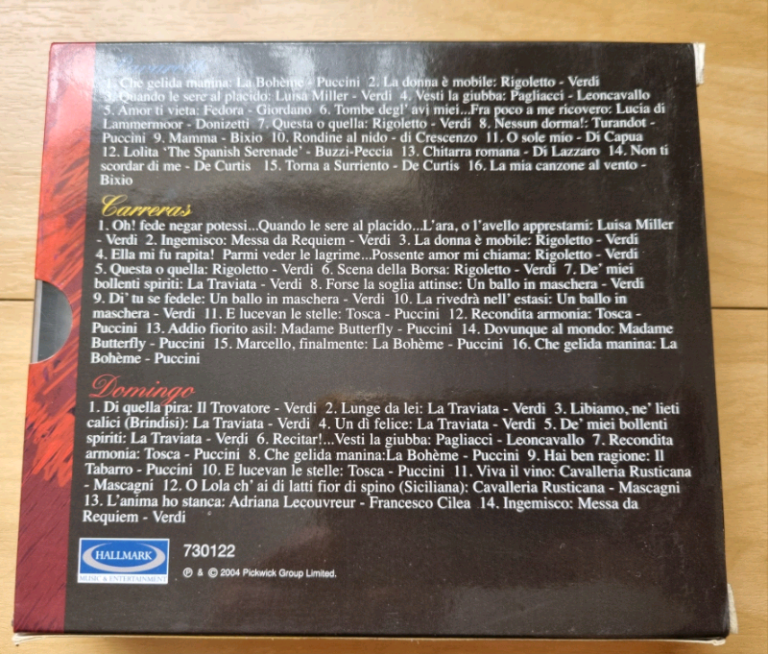 Pavarotti
1. Che gelida manina: La Bohème - Puccini 2. La donna è mobile: Rigoletto - Verdi
3. Quando le sere al placido: Luisa Miller - Verdi 4. Vesti la giubba: Pagliacci - Leoncavallo
5. Amor ti vieta: Fedora - Giordano 6. Tombe degl' avi miei...Fra poco a me ricovero: Lucia di
Lammermoor - Donizetti 7. Questa o quella: Rigoletto - Verdi 8. Nessun dorma!: Turandot -
Puccini 9. Mamma - Bixio 10. Rondine al nido - di Crescenzo 11. O sole mio - Di Capua
12. Lolita 'The Spanish Serenade' - Buzzi-Peccia 13. Chitarra romana - Di Lazzaro 14. Non ti
scordar di me - De Curtis 15. Torna a Surriento - De Curtis 16. La mia canzone al vento -
Bixio
Carreras
1. Oh! fede negar potessi...Quando le sere al placido...L'ara, o l'avello apprestami: Luisa Miller
- Verdi 2. Ingemisco: Messa da Requiem - Verdi 3. La donna è mobile: Rigoletto - Verdi
4. Ella mi fu rapita! Parmi veder le lagrime...Possente amor mi chiama: Rigoletto - Verdi
5. Questa o quella: Rigoletto - Verdi 6. Scena della Borsa: Rigoletto - Verdi 7. De' miei
bollenti spiriti: La Traviata - Verdi 8. Forse la soglia attinse: Un ballo in maschera - Verdi
9. Di' tu se fedele: Un ballo in maschera - Verdi 10. La rivedrà nell' estasi: Un ballo in
maschera - Verdi 11. E lucevan le stelle: Tosca - Puccini 12. Recondita armonia: Tosca -
Puccini 13. Addio fiorito asil: Madame Butterfly - Puccini 14. Dovunque al mondo: Madame
Butterfly - Puccini 15. Marcello, finalmente: La Bohème - Puccini 16. Che gelida manina: La
Bohème - Puccini
Domingo
1. Di quella pira: Il Trovatore - Verdi 2. Lunge da lei: La Traviata - Verdi 3. Libiamo, ne' lieti
calici (Brindisi): La Traviata - Verdi 4. Un dì felice: La Traviata - Verdi 5. De' miei bollenti
spiriti: La Traviata - Verdi 6. Recitar!...Vesti la giubba: Pagliacci - Leoncavallo 7. Recondita
armonia: Tosca - Puccini 8. Che gelida manina:La Bohème - Puccini 9. Hai ben ragione: Il
Tabarro - Puccini 10. E lucevan le stelle: Tosca - Puccini 11. Viva il vino: Cavalleria Rusticana
- Mascagni 12. O Lola ch' ai di latti fior di spino (Siciliana): Cavalleria Rusticana - Mascagni
13. L'anima ho stanca: Adriana Lecouvreur - Francesco Cilea 14. Ingemisco: Messa da
Requiem - Verdi
HALLMARK
MUSIC & ENTERTAINMENT
730122
℗ & © 2004 Pickwick Group Limited.